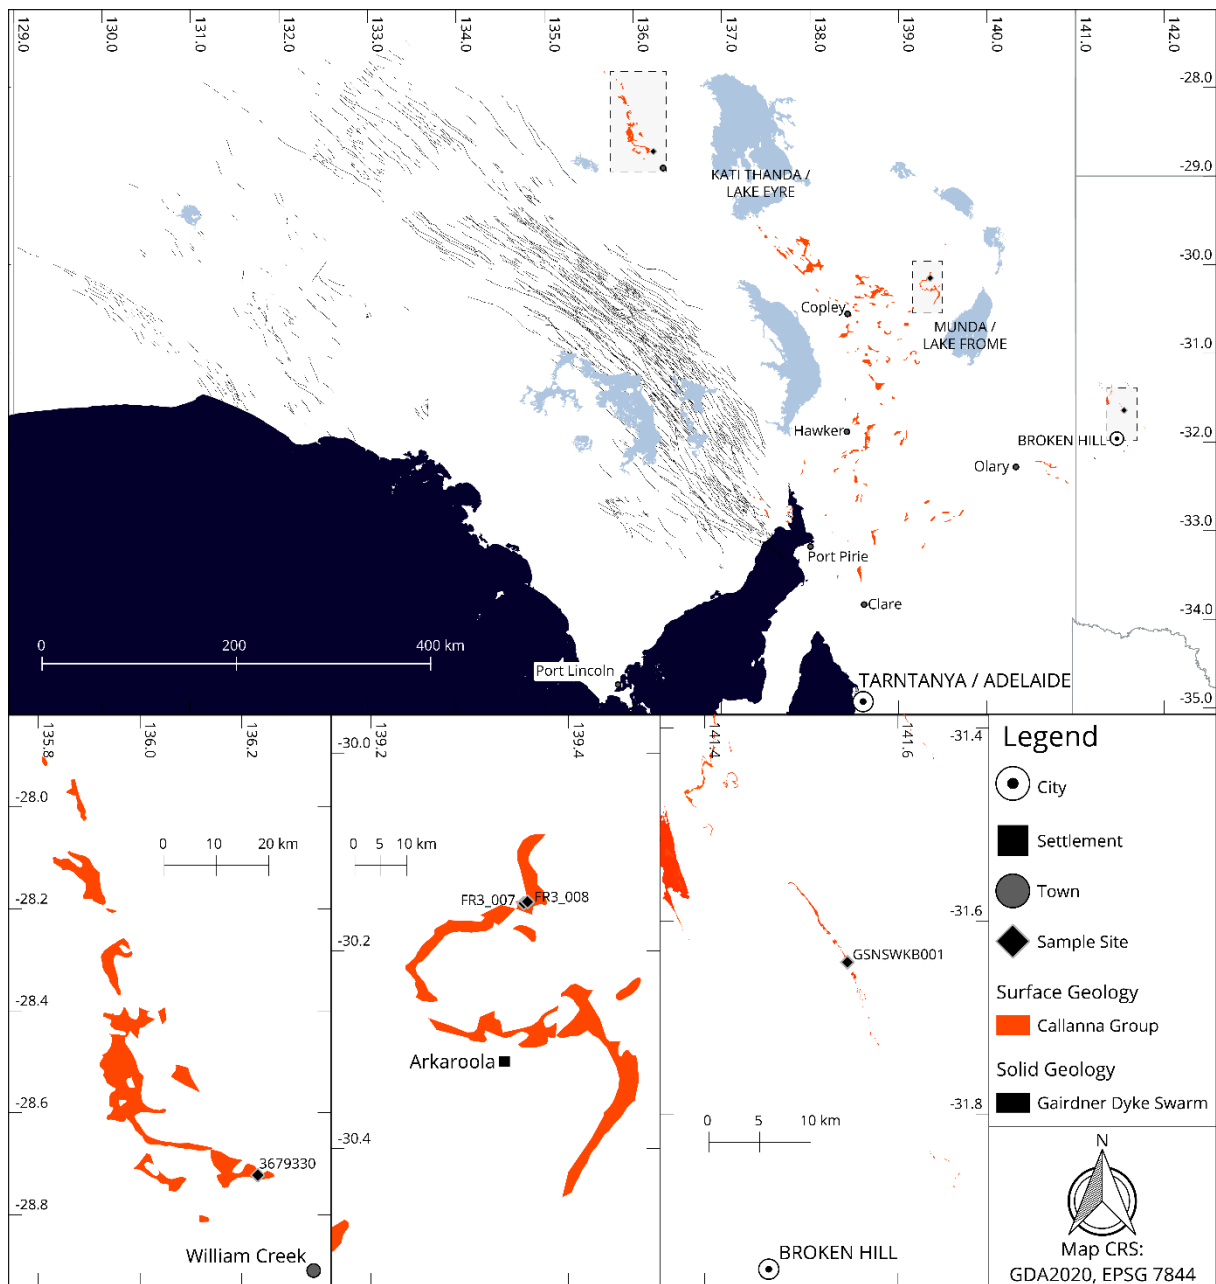 129.0
130.0
131.0
132.0
133.0
134.0
135.0
136.0
137.0
138.0
139.0
140.0
141.0
142.0
-28.0
-29.0
-30.0
-31.0
-32.0
-33.0
-34.0
-35.0
KATI THANDA /
LAKE EYRE
Copley
MUNDA /
LAKE FROME
Hawker
BROKEN HILL
Olary
Port Pirie
Clare
0 200 400 km
Port Lincoln
TARNTANYA / ADELAIDE
135.8
136.0
136.2
-28.0
-28.2
-28.4
-28.6
-28.8
0 10 20 km
3679330
William Creek
139.2
139.4
-30.0
-30.2
-30.4
0 5 10 km
FR3_007
FR3_008
Arkaroola
141.4
141.6
-31.4
-31.6
-31.8
GSNSWKB001
0 5 10 km
BROKEN HILL
Legend
City
Settlement
Town
Sample Site
Surface Geology
Callanna Group
Solid Geology
Gairdner Dyke Swarm
N
Map CRS:
GDA2020, EPSG 7844